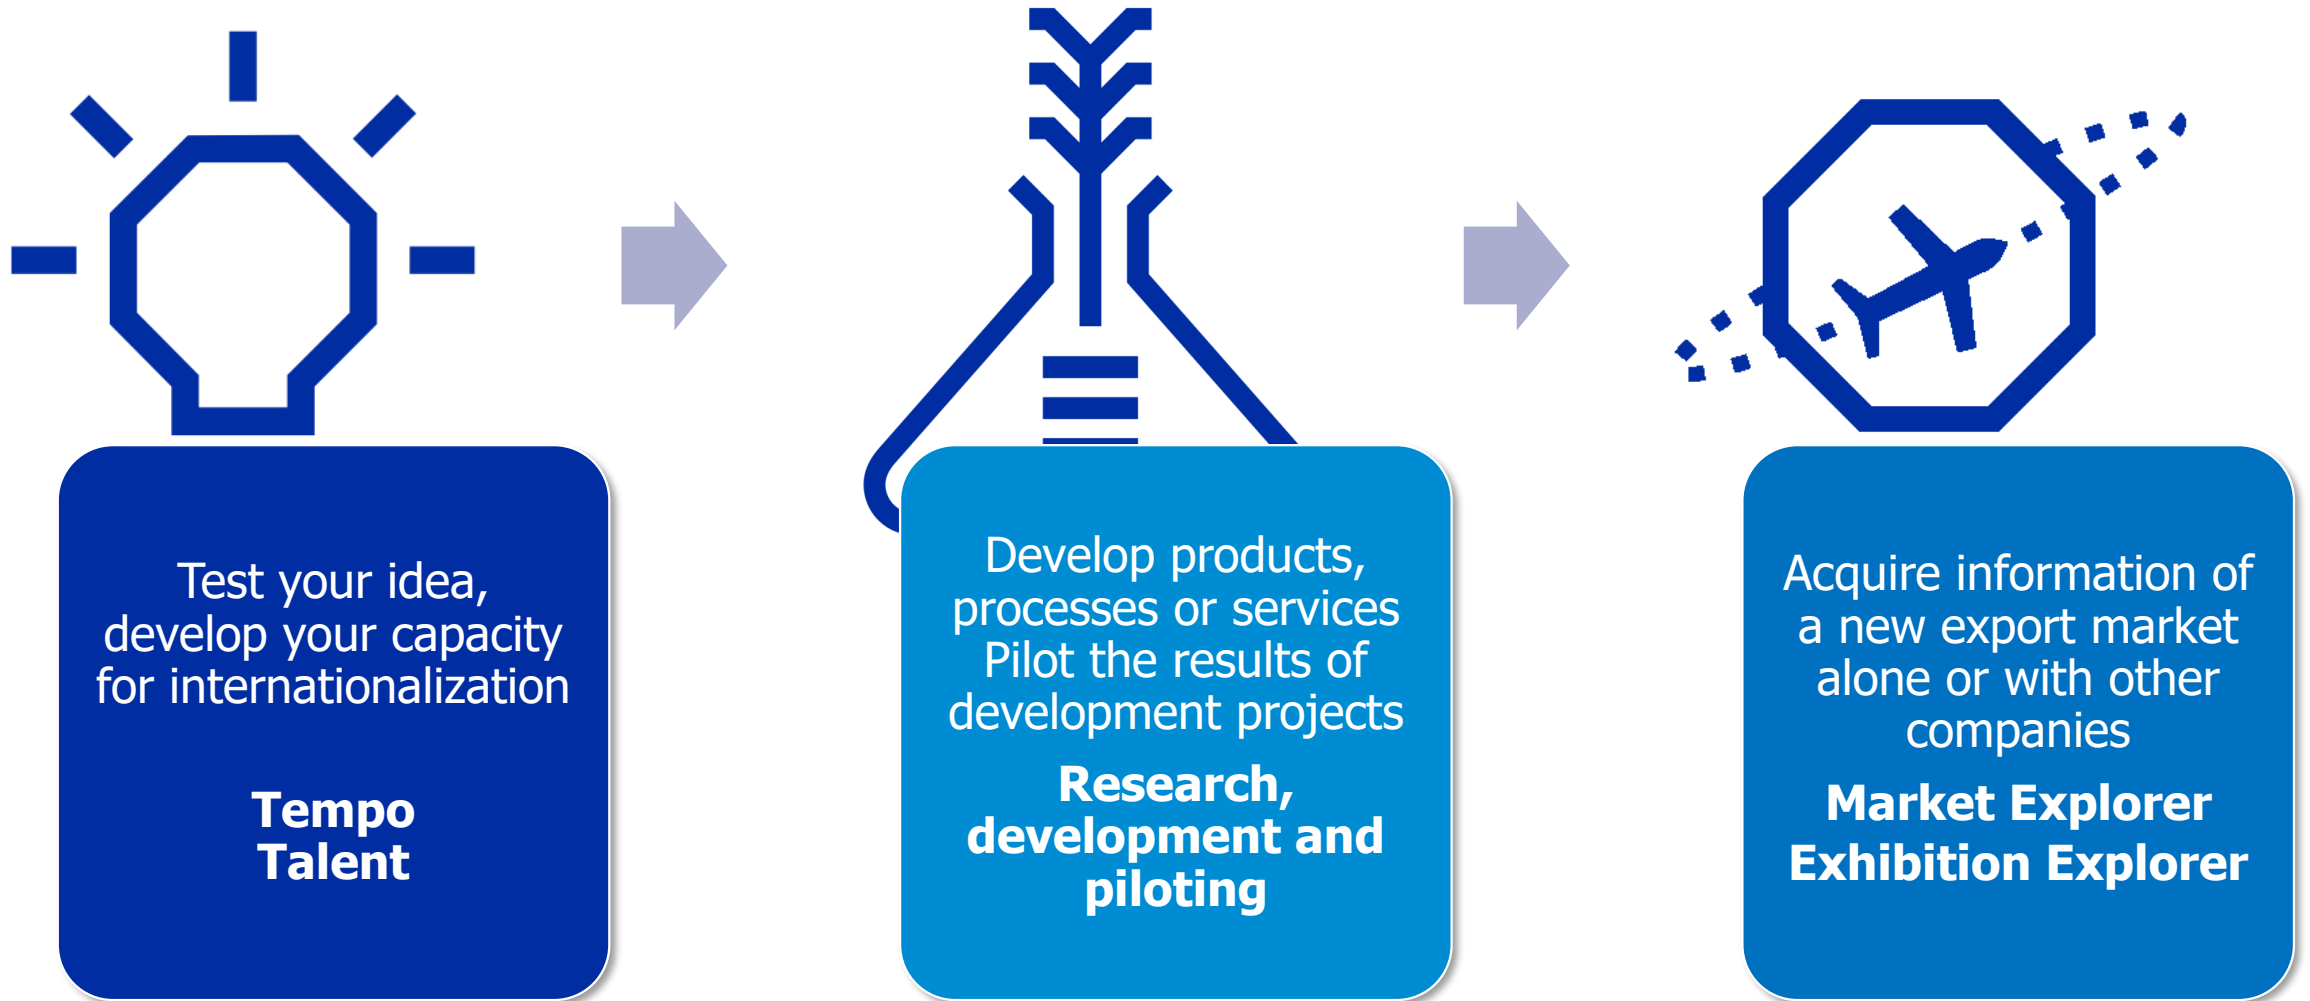 Test your idea,
develop your capacity
for internationalization
Tempo
Talent
Develop products,
processes or services
Pilot the results of
development projects
Research,
development and
piloting
Acquire information of
a new export market
alone or with other
companies
Market Explorer
Exhibition Explorer